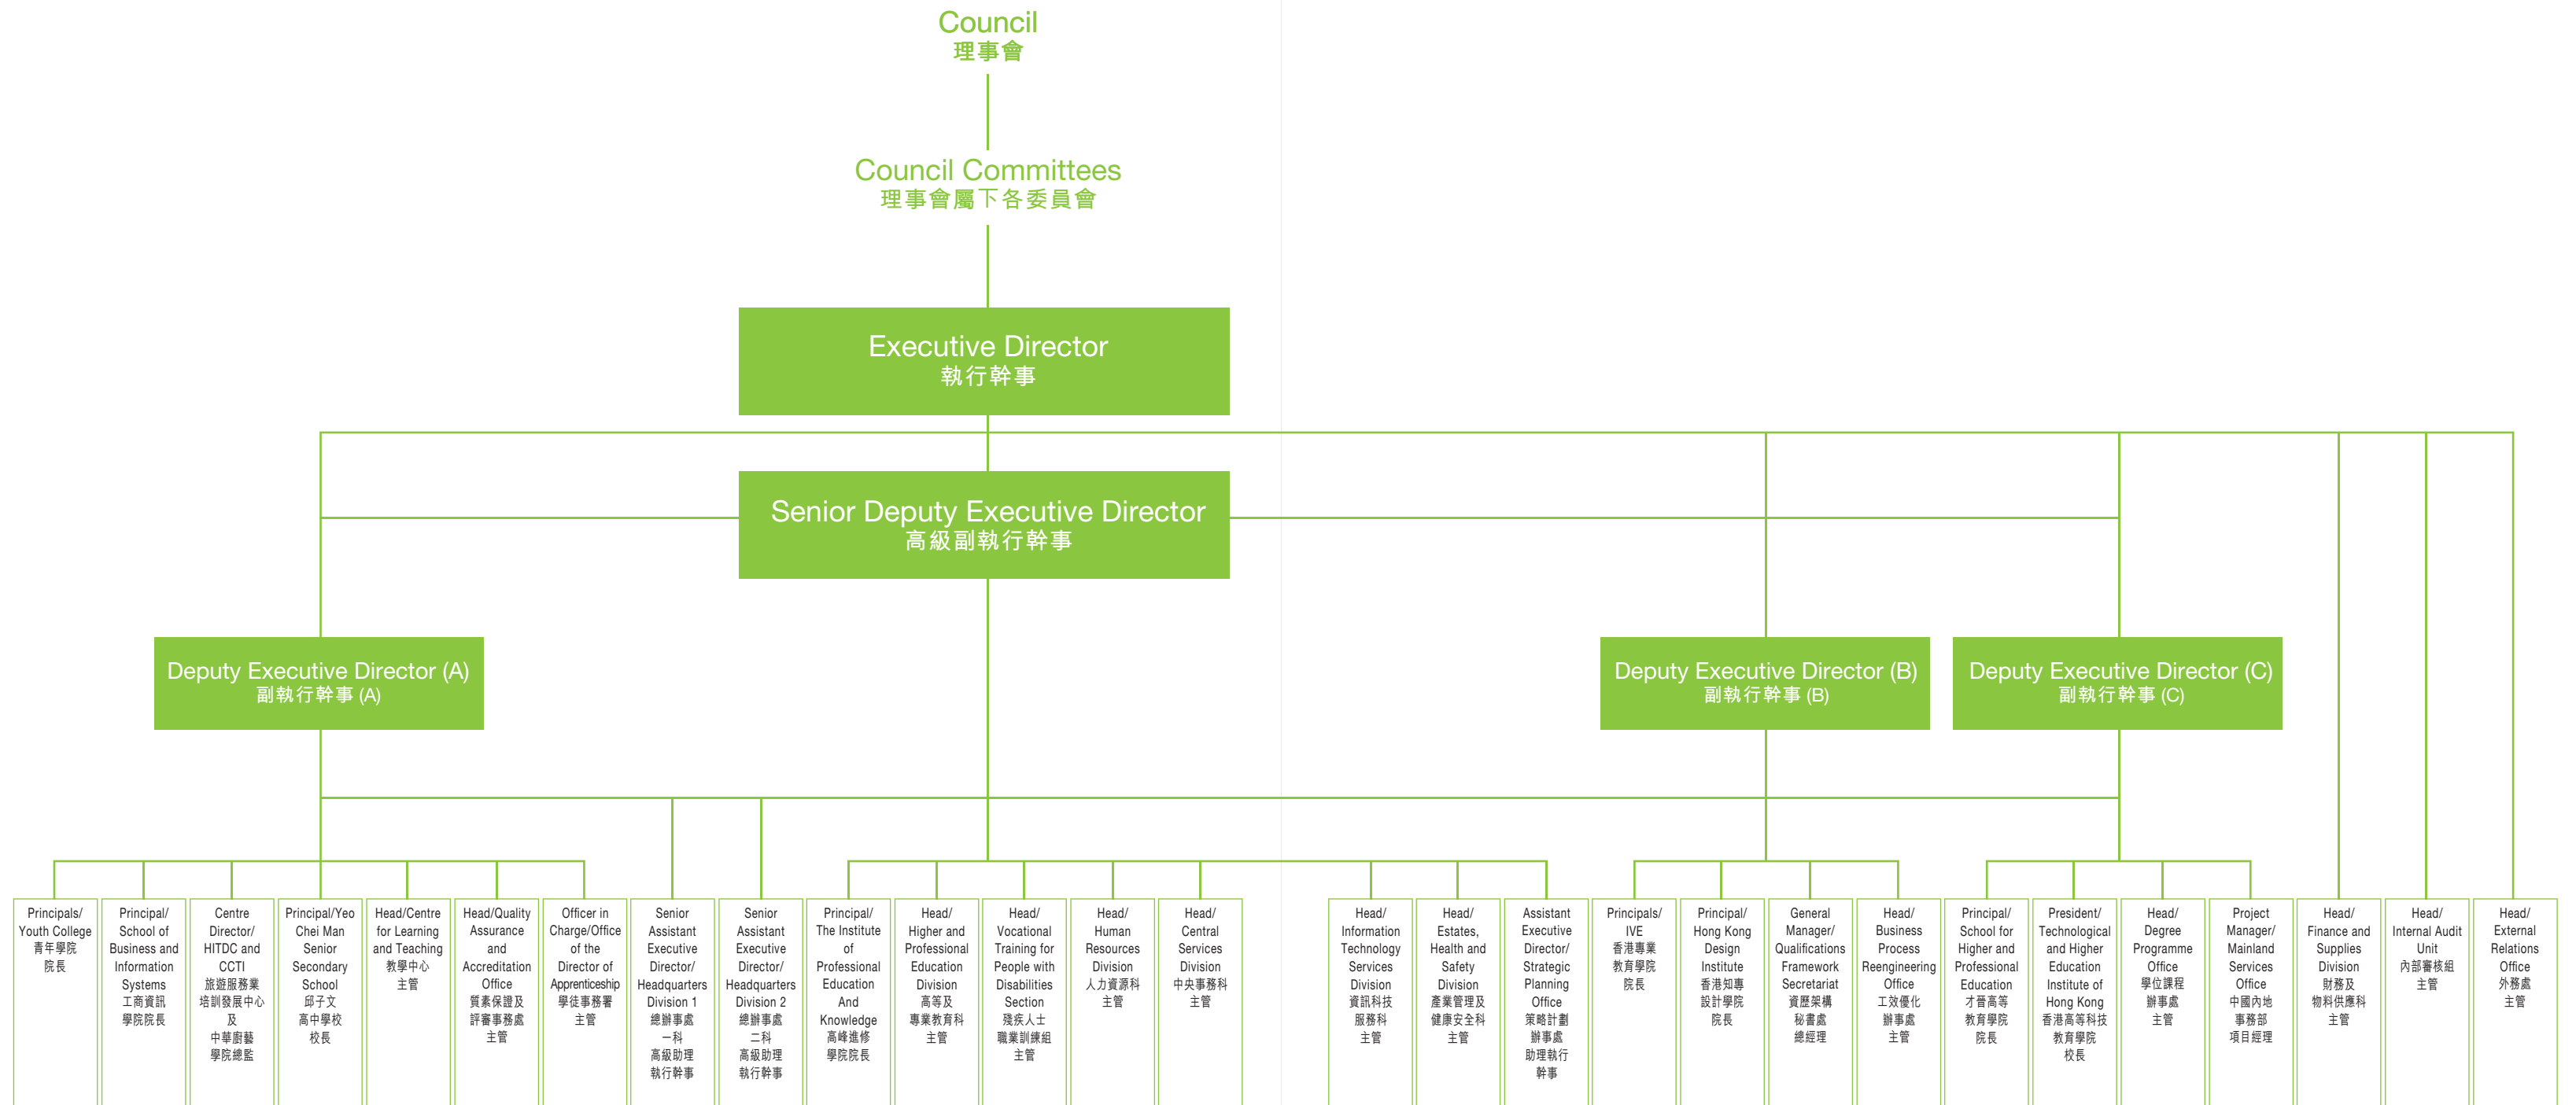 Council
理事會
Council Committees
理事會屬下各委員會
Executive Director
執行幹事
Senior Deputy Executive Director
高級副執行幹事
Deputy Executive Director (A)
副執行幹事 (A)
Deputy Executive Director (B)
副執行幹事 (B)
Deputy Executive Director (C)
副執行幹事 (C)
Principals/
Youth College
青年學院
院長
Principal/
School of
Business and
Information
Systems
工商資訊
學院院長
Centre
Director/
HITDC and
CCTI
旅遊服務業
培訓發展中心
及
中華廚藝
學院總監
Principal/Yeo
Chei Man
Senior
Secondary
School
邱子文
高中學校
校長
Head/Centre
for Learning
and Teaching
教學中心
主管
Head/Quality
Assurance
and
Accreditation
Office
質素保證及
評審事務處
主管
Officer in
Charge/Office
of the
Director of
Apprenticeship
學徒事務署
主管
Senior
Assistant
Executive
Director/
Headquarters
Division 1
總辦事處
一科
高級助理
執行幹事
Senior
Assistant
Executive
Director/
Headquarters
Division 2
總辦事處
二科
高級助理
執行幹事
Principal/
The Institute
of
Professional
Education
And
Knowledge
高峰進修
學院院長
Head/
Higher and
Professional
Education
Division
高等及
專業教育科
主管
Head/
Vocational
Training for
People with
Disabilities
Section
殘疾人士
職業訓練組
主管
Head/
Human
Resources
Division
人力資源科
主管
Head/
Central
Services
Division
中央事務科
主管
Head/
Information
Technology
Services
Division
資訊科技
服務科
主管
Head/
Estates,
Health and
Safety
Division
產業管理及
健康安全科
主管
Assistant
Executive
Director/
Strategic
Planning
Office
策略計劃
辦事處
助理執行
幹事
Principals/
IVE
香港專業
教育學院
院長
Principal/
Hong Kong
Design
Institute
香港知專
設計學院
院長
General
Manager/
Qualifications
Framework
Secretariat
資歷架構
秘書處
總經理
Head/
Business
Process
Reengineering
Office
工效優化
辦事處
主管
Principal/
School for
Higher and
Professional
Education
才晉高等
教育學院
院長
President/
Technological
and Higher
Education
Institute of
Hong Kong
香港高等科技
教育學院
校長
Head/
Degree
Programme
Office
學位課程
辦事處
主管
Project
Manager/
Mainland
Services
Office
中國內地
事務部
項目經理
Head/
Finance and
Supplies
Division
財務及
物料供應科
主管
Head/
Internal Audit
Unit
內部審核組
主管
Head/
External
Relations
Office
外務處
主管